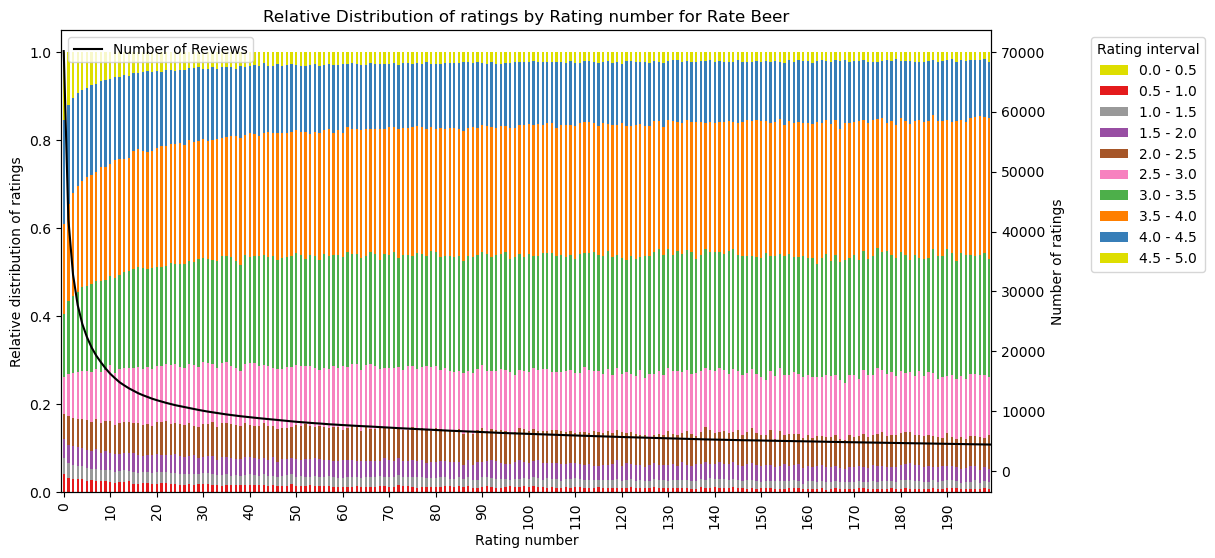 Relative Distribution of ratings by Rating number for Rate Beer
Number of Reviews
Relative distribution of ratings
1.0
0.8
0.6
0.4
0.2
0.0
0
10
20
30
40
50
60
70
80
90
100
110
120
130
140
150
160
170
180
190
Rating number
70000
60000
50000
40000
30000
20000
10000
0
Number of ratings
Rating interval
0.0 - 0.5
0.5 - 1.0
1.0 - 1.5
1.5 - 2.0
2.0 - 2.5
2.5 - 3.0
3.0 - 3.5
3.5 - 4.0
4.0 - 4.5
4.5 - 5.0